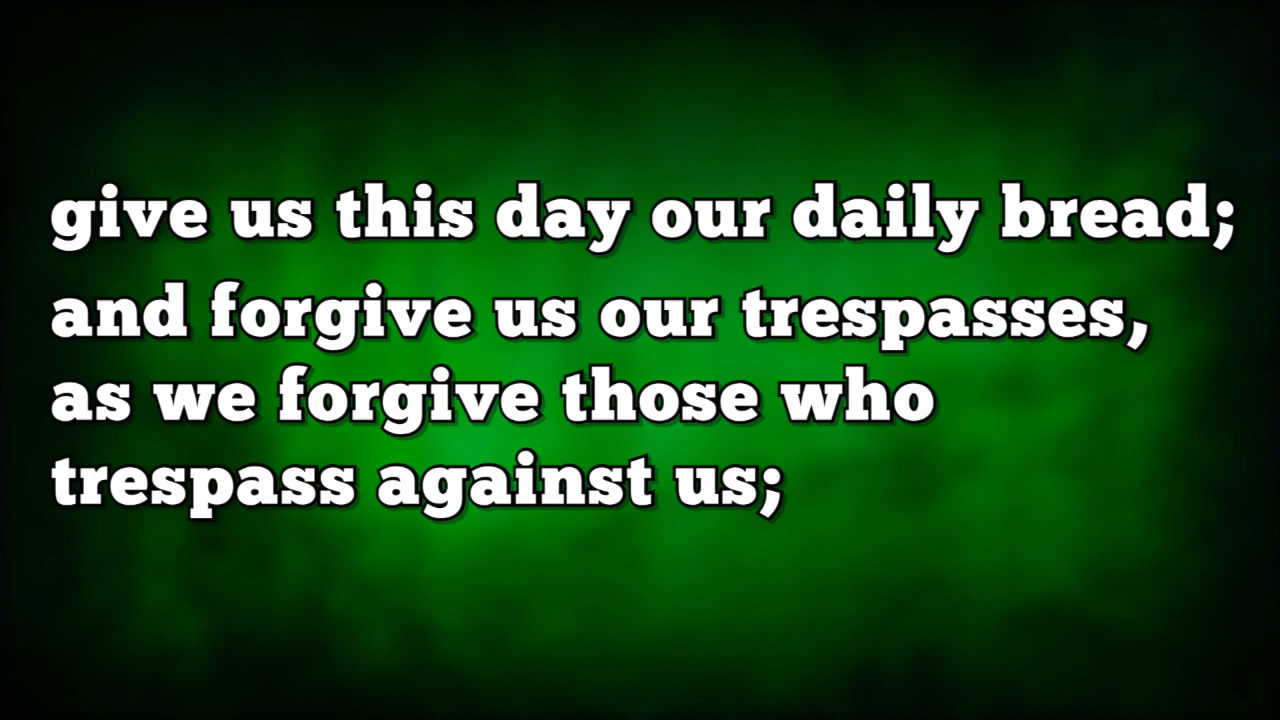 give us this day our daily bread;
and forgive us our trespasses,
as we forgive those who
trespass against us;